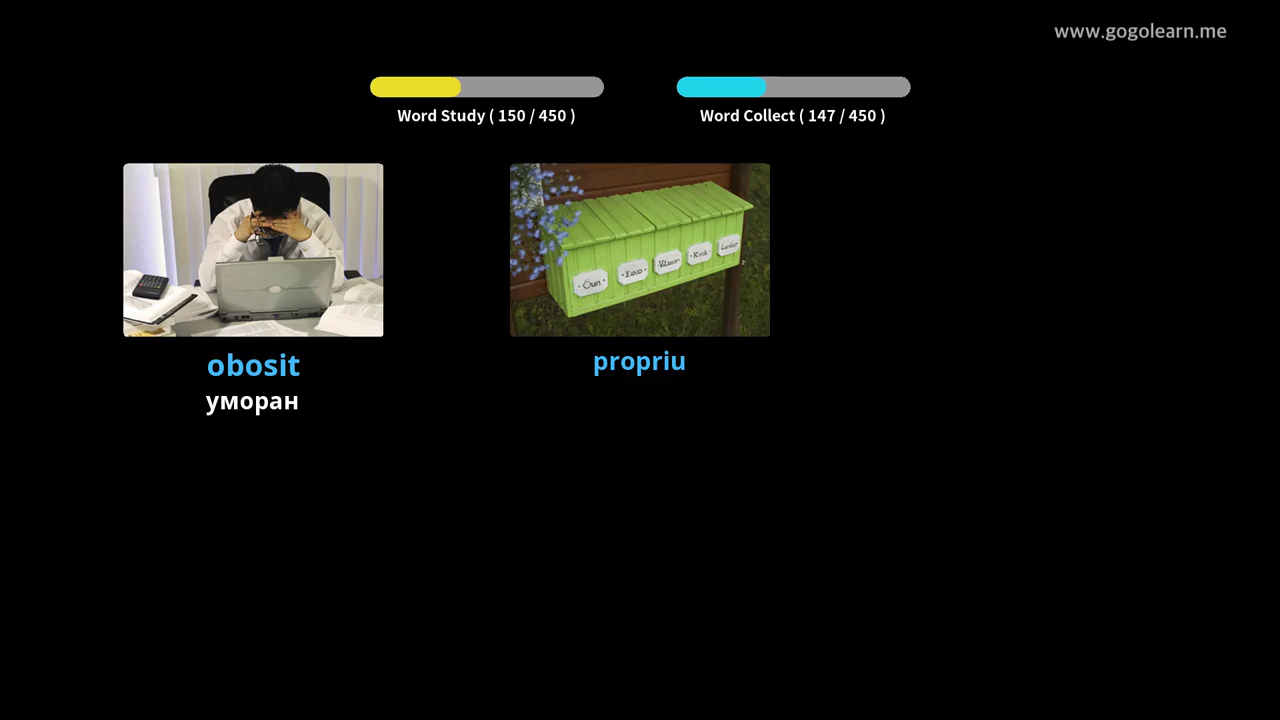 www.gogolearn.me
Word Study ( 150 / 450 )
Word Collect ( 147 / 450 )
obosit
уморан
propriu